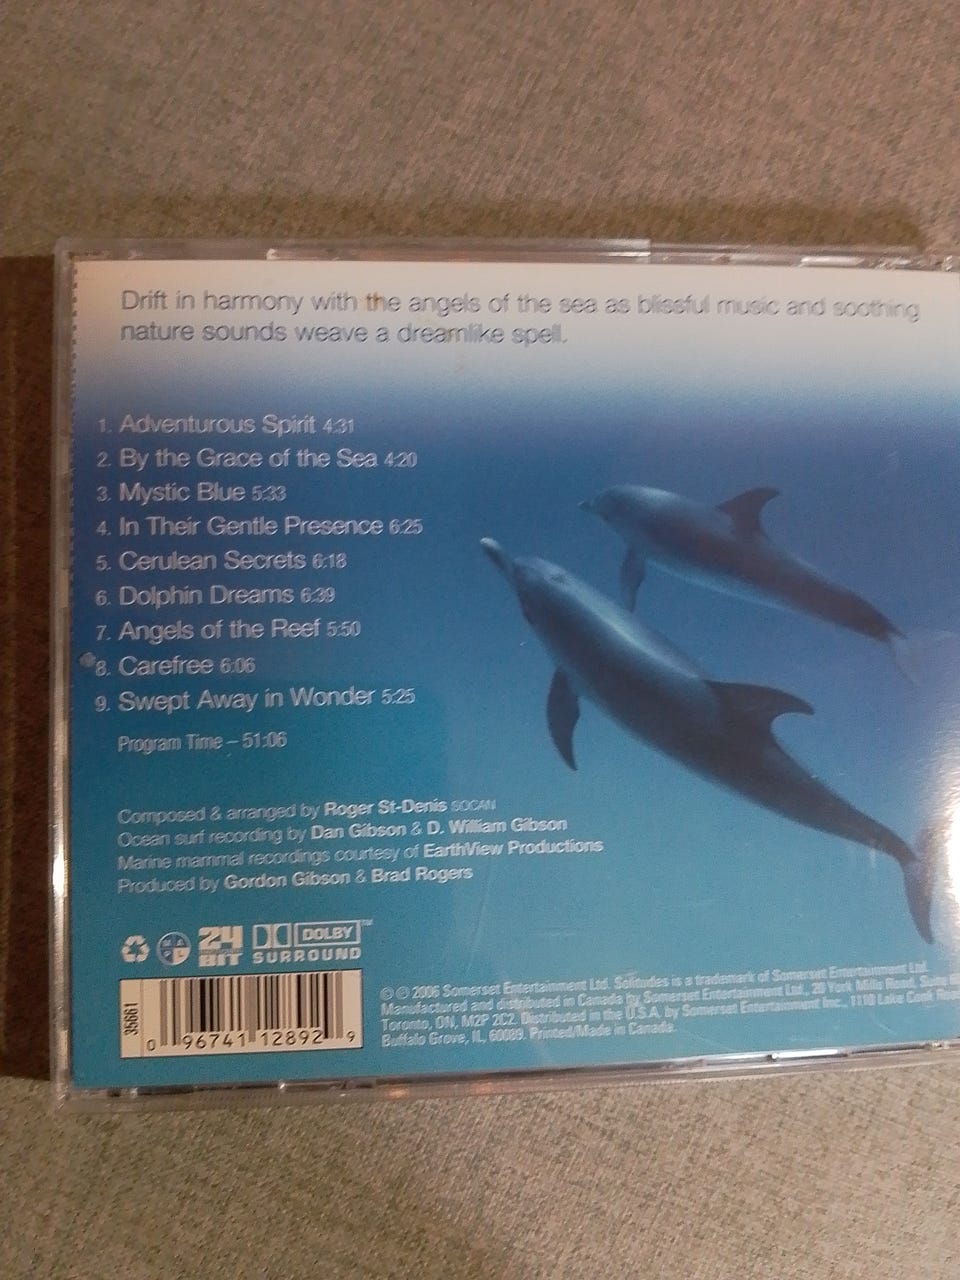 Drift in harmony with the angels of the sea as blissful music and soothing
nature sounds weave a dreamlike spell.
1. Adventurous Spirit 4:31
2. By the Grace of the Sea 4:20
3. Mystic Blue 5:33
4. In Their Gentle Presence 6:25
5. Cerulean Secrets 6:18
6. Dolphin Dreams 6:39
7. Angels of the Reef 5:50
8. Carefree 6:06
9. Swept Away in Wonder 5:25
Program Time – 51:06
Composed & arranged by Roger St-Denis SOCAN
Ocean surf recording by Dan Gibson & D. William Gibson
Marine mammal recordings courtesy of EarthView Productions
Produced by Gordon Gibson & Brad Rogers
24 BIT
DOLBY™
SURROUND
35661
0 96741 12892 9
℗ © 2006 Somerset Entertainment Ltd. Solitudes is a trademark of Somerset Entertainment Ltd.
Manufactured and distributed in Canada by Somerset Entertainment Ltd., 20 York Mills Road,
Toronto, ON, M2P 2C2. Distributed in the U.S.A. by Somerset Entertainment Inc., 1110 Lake Cook
Buffalo Grove, IL, 60089. Printed/Made in Canada.